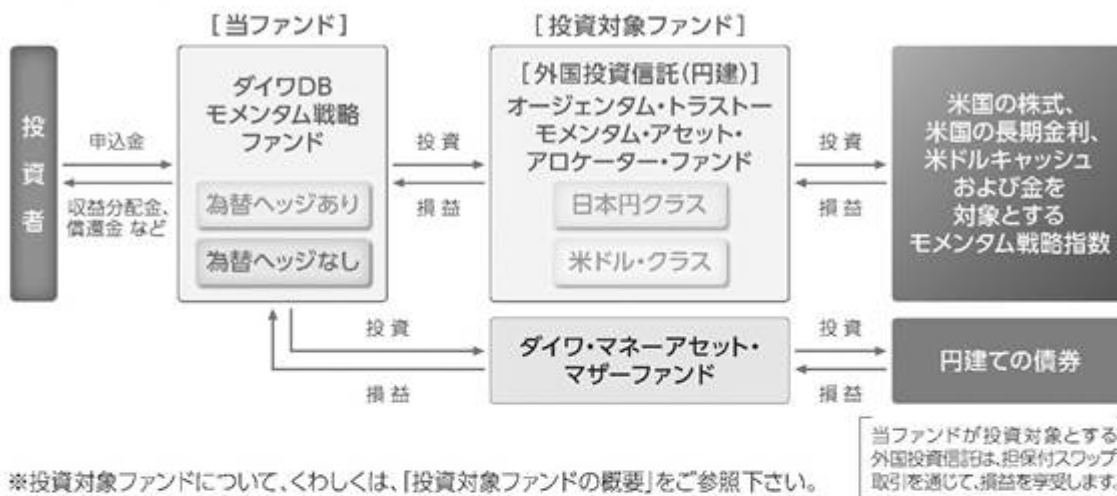 [当ファンド]
[投資対象ファンド]
投資者
申込金
収益分配金、
償還金 など
ダイワDB
モメンタム戦略
ファンド
為替ヘッジあり
為替ヘッジなし
投資
損益
[外国投資信託(円建)]
オージェンタム・トラストー
モメンタム・アセット・
アロケーター・ファンド
日本円クラス
米ドル・クラス
投資
損益
米国の株式、
米国の長期金利、
米ドルキャッシュ
および金を
対象とする
モメンタム戦略指数
投資
損益
ダイワ・マネーアセット・
マザーファンド
投資
損益
円建ての債券
当ファンドが投資対象とする
外国投資信託は、担保付スワップ
取引を通じて、損益を享受します
※投資対象ファンドについて、くわしくは、「投資対象ファンドの概要」をご参照下さい。